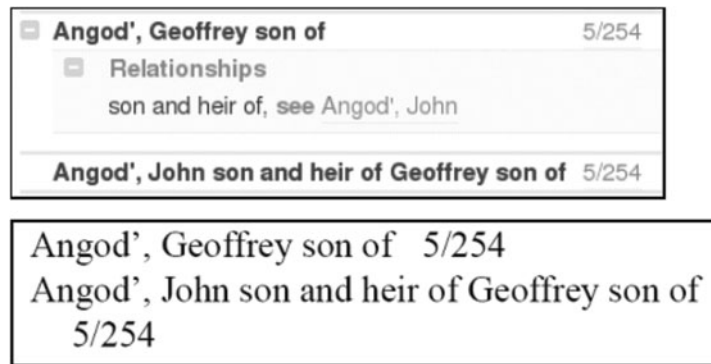 Angod', Geoffrey son of 5/254
Relationships
son and heir of, see Angod', John
Angod', John son and heir of Geoffrey son of 5/254
Angod’, Geoffrey son of 5/254
Angod’, John son and heir of Geoffrey son of
5/254